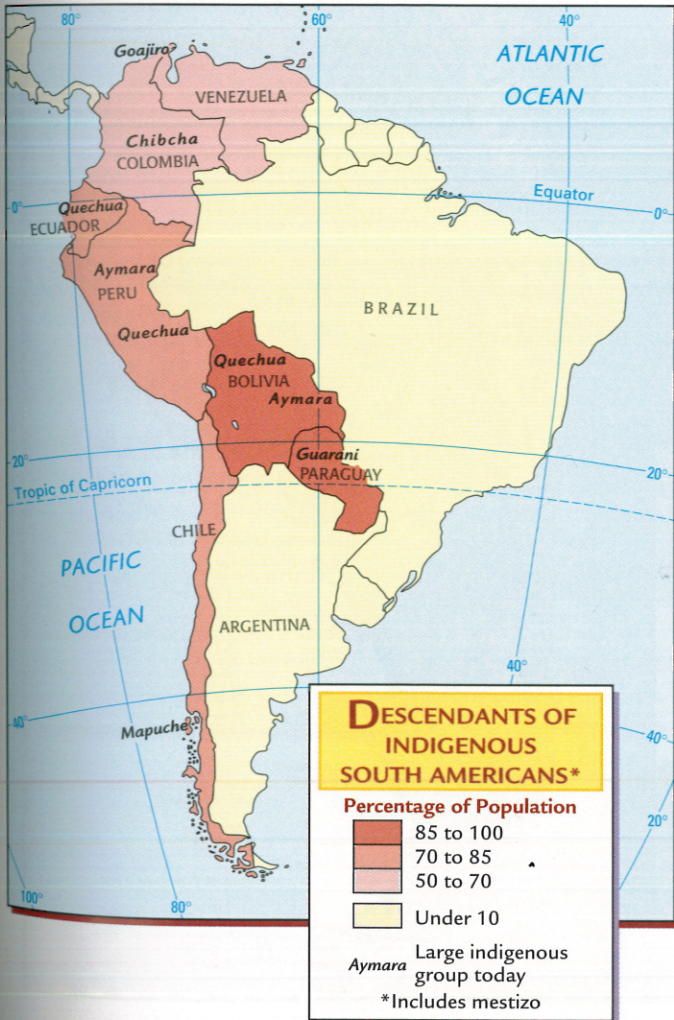 80°
60°
40°
Goajiro
ATLANTIC
OCEAN
VENEZUELA
Chibcha
COLOMBIA
Equator
0°
0°
Quechua
ECUADOR
Aymara
PERU
BRAZIL
Quechua
Quechua
BOLIVIA
Aymara
Guarani
PARAGUAY
20°
20°
Tropic of Capricorn
CHILE
PACIFIC
OCEAN
ARGENTINA
40°
40°
Mapuche
40°
20°
100°
80°
DESCENDANTS OF
INDIGENOUS
SOUTH AMERICANS*
Percentage of Population
85 to 100
70 to 85
50 to 70
Under 10
Aymara Large indigenous
group today
*Includes mestizo